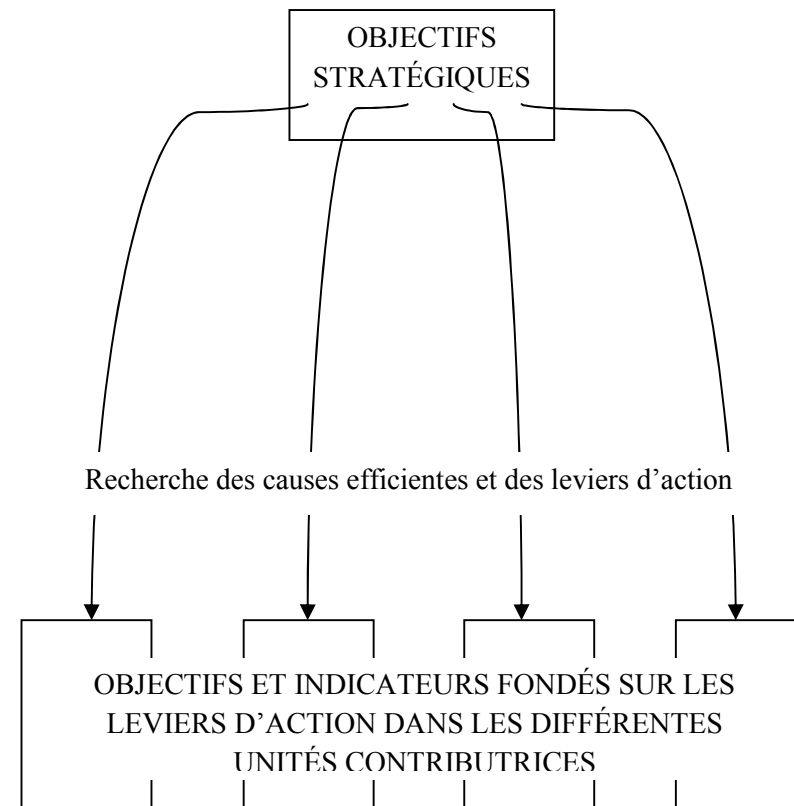 OBJECTIFS
STRATÉGIQUES
Recherche des causes efficientes et des leviers d’action
OBJECTIFS ET INDICATEURS FONDÉS SUR LES
LEVIERS D’ACTION DANS LES DIFFÉRENTES
UNITÉS CONTRIBUTRICES